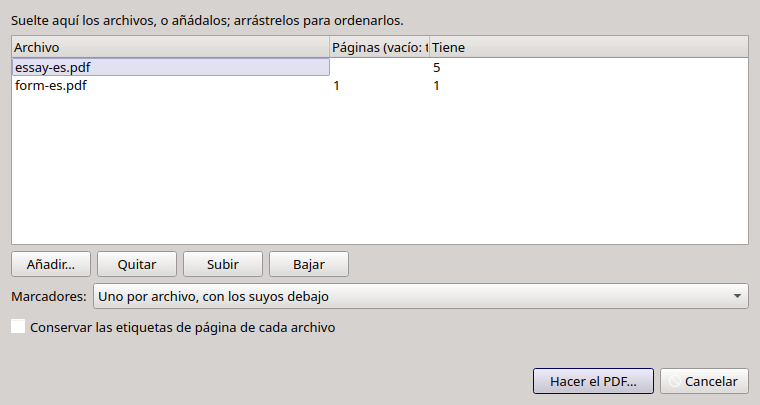 Suelte aquí los archivos, o añádalos; arrástrelos para ordenarlos.
Archivo Páginas (vacío: t Tiene
essay-es.pdf 5
form-es.pdf 1 1
Añadir... Quitar Subir Bajar
Marcadores: Uno por archivo, con los suyos debajo
Conservar las etiquetas de página de cada archivo
Hacer el PDF... Cancelar